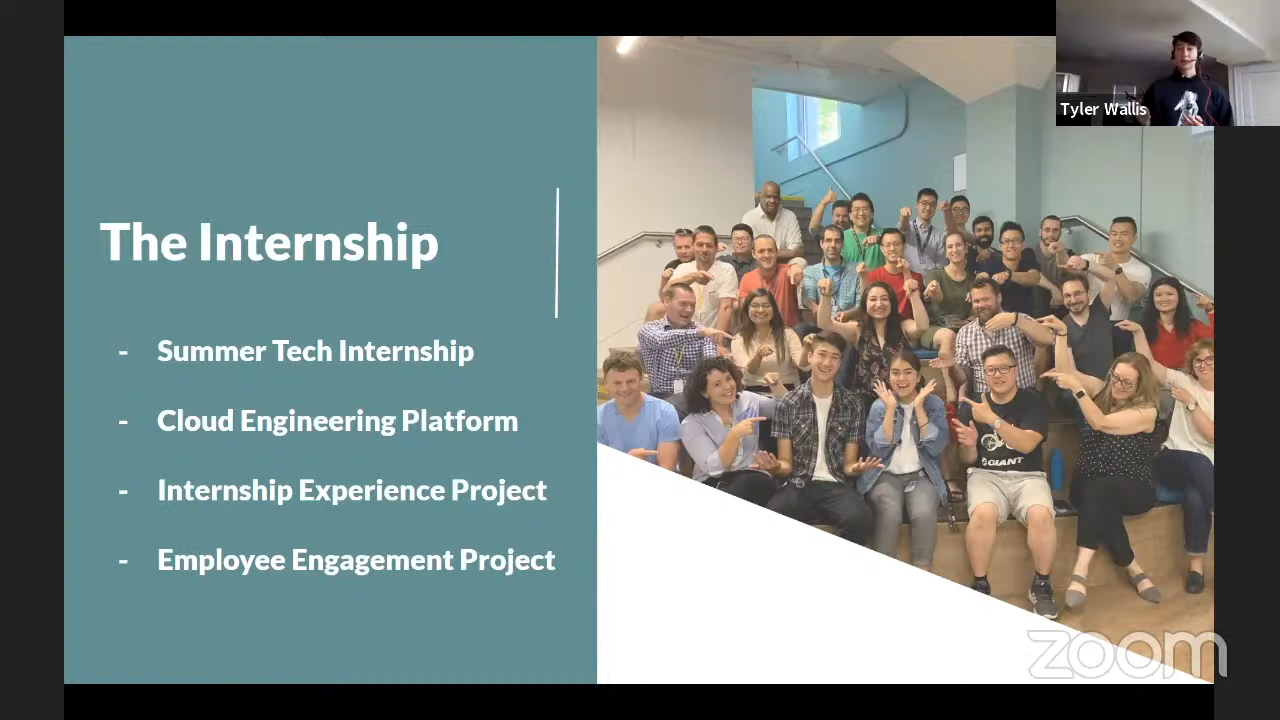 Tyler Wallis
The Internship
- Summer Tech Internship
- Cloud Engineering Platform
- Internship Experience Project
- Employee Engagement Project
GIANT
zoom